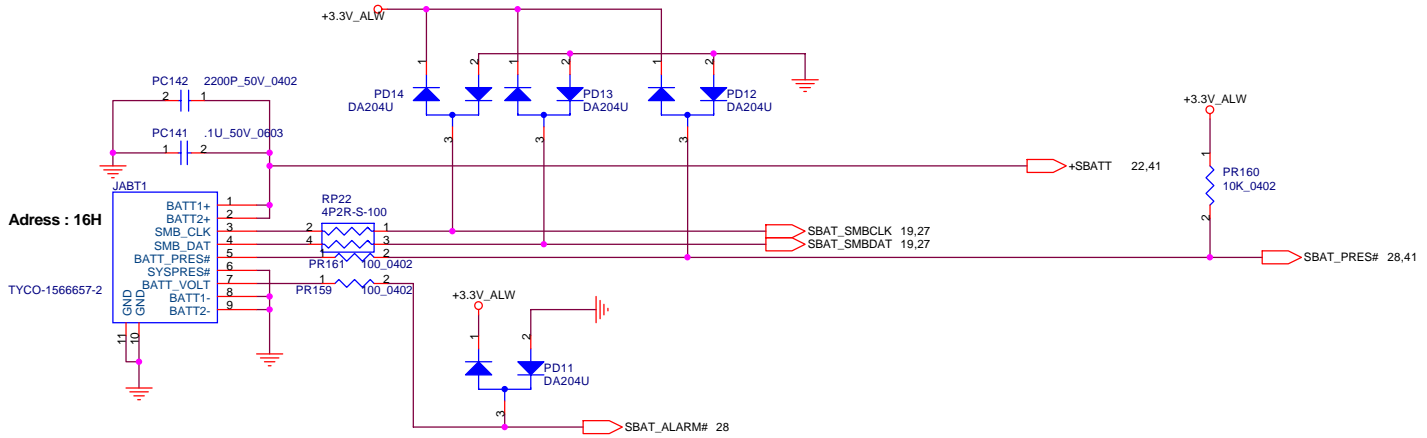 +3.3V_ALW
PC142 2200P_50V_0402
2 1
PC141 .1U_50V_0603
1 2
1 2 1 2 1 2
PD14
DA204U
PD13
DA204U
PD12
DA204U
3 3 3
+3.3V_ALW
1
PR160
10K_0402
2
+SBATT 22,41
JABT1
Adress : 16H
TYCO-1566657-2
BATT1+ 1
BATT2+ 2
SMB_CLK 3
SMB_DAT 4
BATT_PRES# 5
SYSPRES# 6
BATT_VOLT 7
BATT1- 8
BATT2- 9
GND
GND
11
10
RP22
4P2R-S-100
2 1
4 3
1 2
PR161 100_0402
1 2
PR159 100_0402
SBAT_SMBCLK 19,27
SBAT_SMBDAT 19,27
SBAT_PRES# 28,41
+3.3V_ALW
1 2
PD11
DA204U
3
SBAT_ALARM# 28